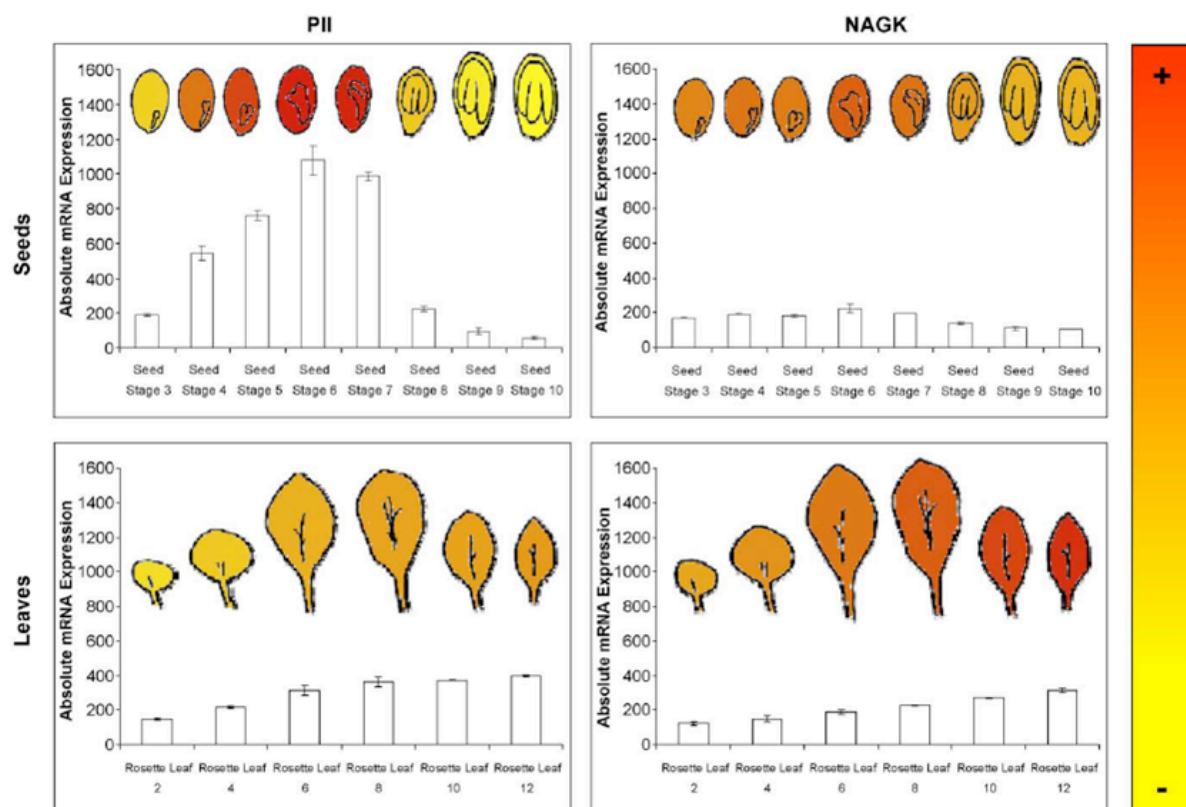 PII
NAGK
+
Seeds
Absolute mRNA Expression
1600
1400
1200
1000
800
600
400
200
0
Seed Seed Seed Seed Seed Seed Seed Seed
Stage 3 Stage 4 Stage 5 Stage 6 Stage 7 Stage 8 Stage 9 Stage 10
Absolute mRNA Expression
1600
1400
1200
1000
800
600
400
200
0
Seed Seed Seed Seed Seed Seed Seed Seed
Stage 3 Stage 4 Stage 5 Stage 6 Stage 7 Stage 8 Stage 9 Stage 10
Leaves
Absolute mRNA Expression
1600
1400
1200
1000
800
600
400
200
0
Rosette Leaf Rosette Leaf Rosette Leaf Rosette Leaf Rosette Leaf Rosette Leaf
2 4 6 8 10 12
Absolute mRNA Expression
1600
1400
1200
1000
800
600
400
200
0
Rosette Leaf Rosette Leaf Rosette Leaf Rosette Leaf Rosette Leaf Rosette Leaf
2 4 6 8 10 12
-